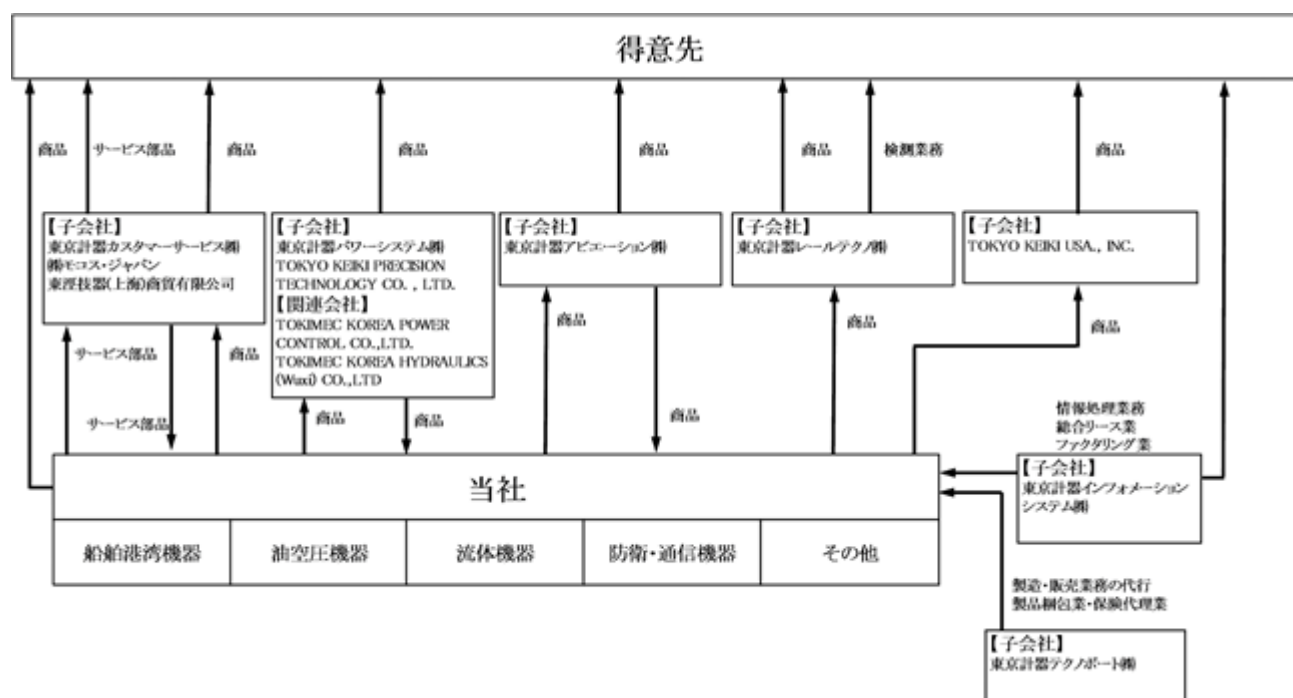 得意先
商品
サービス部品
商品
商品
商品
商品
検測業務
商品
【子会社】
東京計器カスタマーサービス㈱
㈱モコス・ジャパン
東涇技器(上海)商貿有限公司
【子会社】
東京計器パワーシステム㈱
TOKYO KEIKI PRECISION
TECHNOLOGY CO. , LTD.
【関連会社】
TOKIMEC KOREA POWER
CONTROL CO.,LTD.
TOKIMEC KOREA HYDRAULICS
(Wuxi) CO.,LTD
【子会社】
東京計器アビエーション㈱
【子会社】
東京計器レールテクノ㈱
【子会社】
TOKYO KEIKI USA., INC.
サービス部品
商品
サービス部品
商品
商品
商品
商品
商品
商品
情報処理業務
総合リース業
ファクタリング業
【子会社】
東京計器インフォメーション
システム㈱
当社
船舶港湾機器
油空圧機器
流体機器
防衛・通信機器
その他
製造・販売業務の代行
製品梱包業・保険代理業
【子会社】
東京計器テクノポート㈱